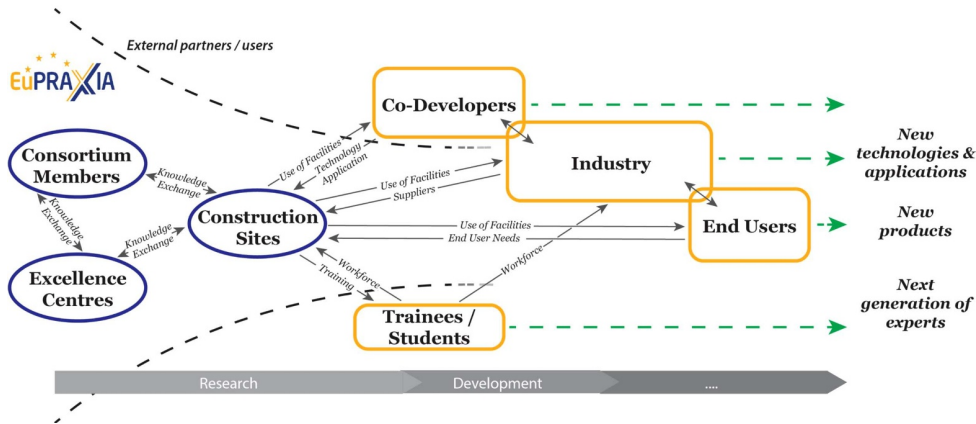 External partners / users
EuPRAXIA
Co-Developers
Consortium
Members
Knowledge
Exchange
Use of Facilities
Technology
Application
Industry
New
technologies &
applications
Use of Facilities
Suppliers
Knowledge
Exchange
Construction
Sites
Knowledge
Exchange
Use of Facilities
End User Needs
End Users
New
products
Excellence
Centres
Workforce
Training
Workforce
Trainees /
Students
Next
generation of
experts
Research
Development
....